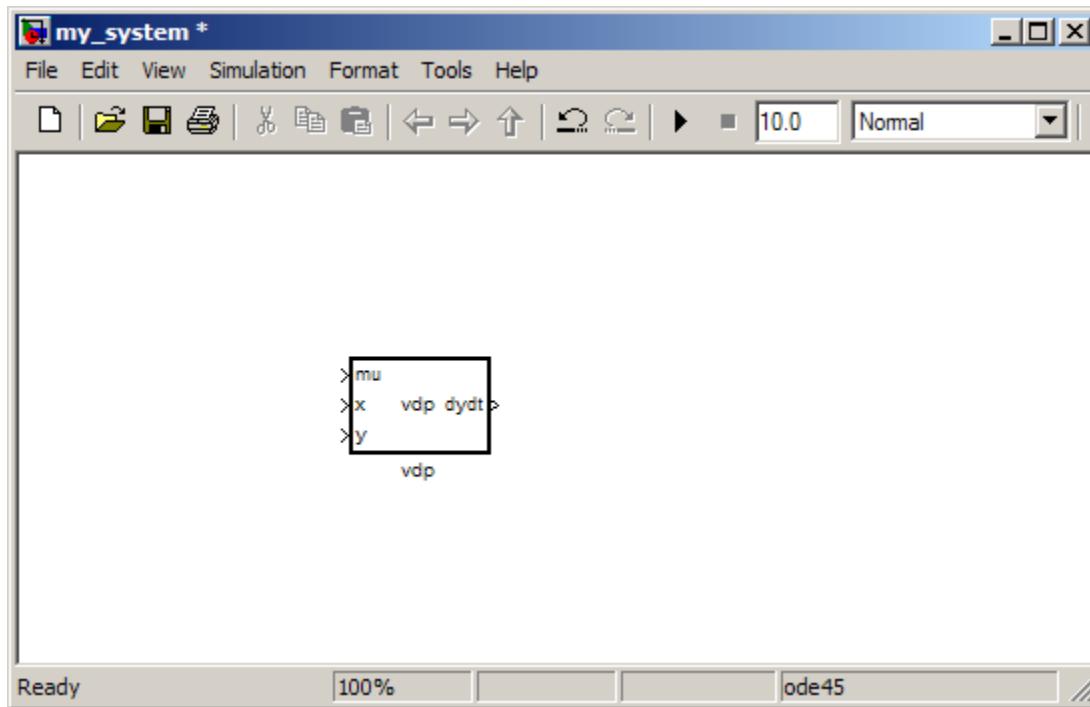 my_system *
File Edit View Simulation Format Tools Help
10.0 Normal
mu
x vdp dydt
y
vdp
Ready 100% ode45